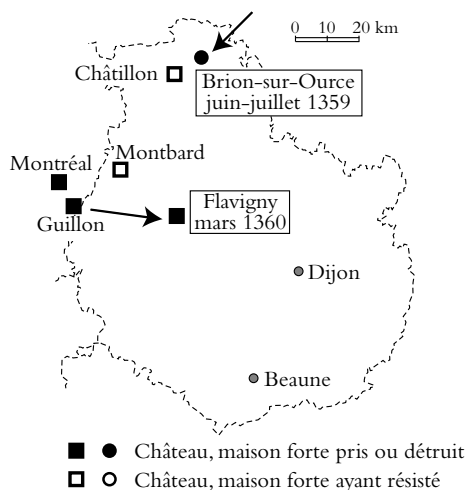 0 10 20 km
Châtillon
Brion-sur-Ource
juin-juillet 1359
Montréal
Montbard
Guillon
Flavigny
mars 1360
Dijon
Beaune
Château, maison forte pris ou détruit
Château, maison forte ayant résisté